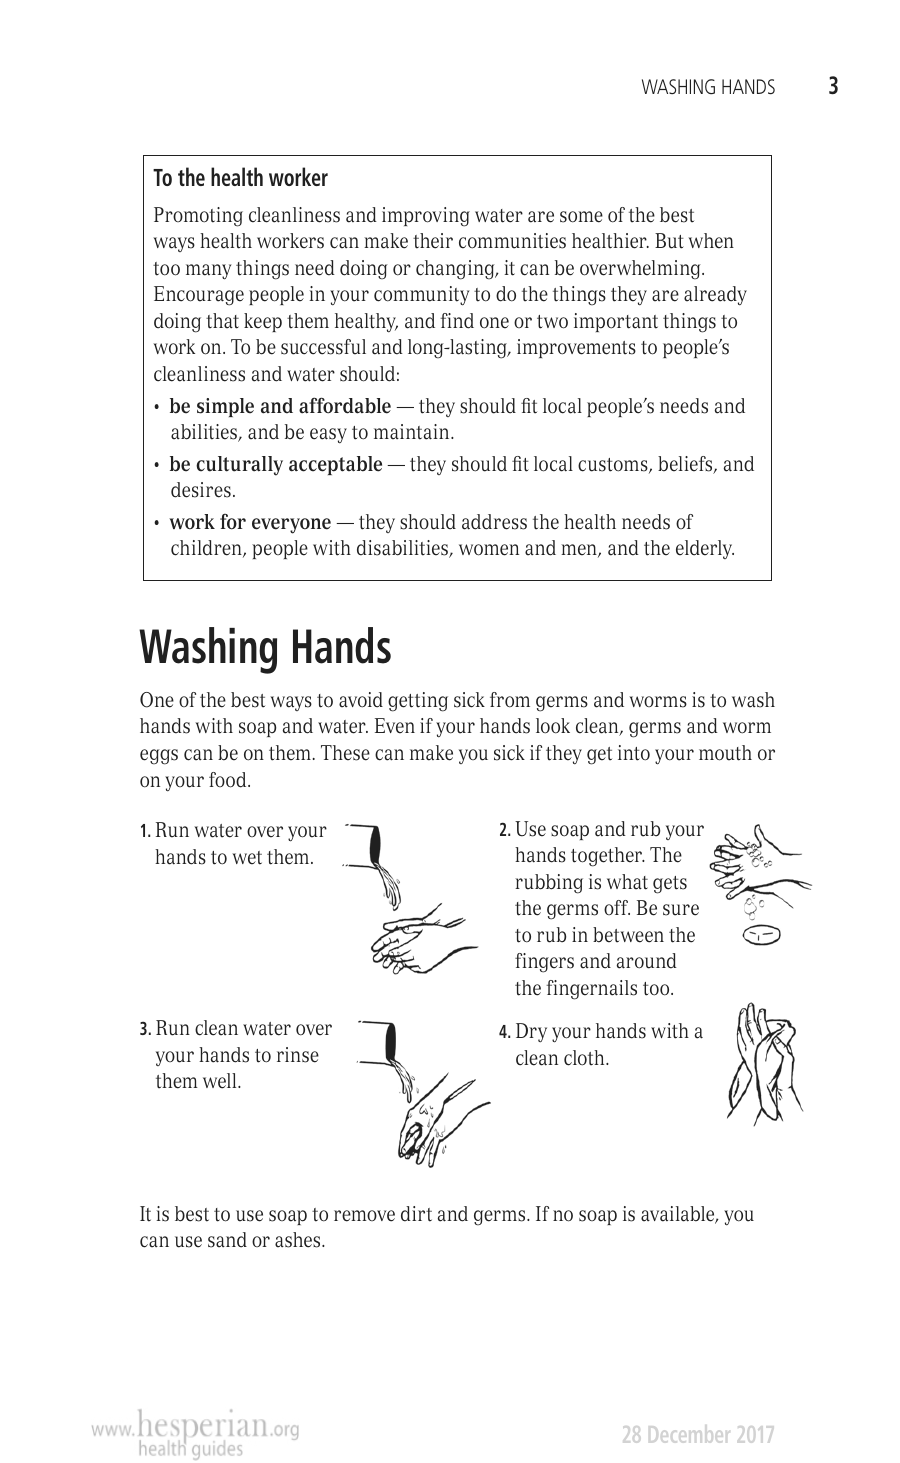 WASHING HANDS 3
To the health worker
Promoting cleanliness and improving water are some of the best
ways health workers can make their communities healthier. But when
too many things need doing or changing, it can be overwhelming.
Encourage people in your community to do the things they are already
doing that keep them healthy, and find one or two important things to
work on. To be successful and long-lasting, improvements to people’s
cleanliness and water should:
• be simple and affordable — they should fit local people’s needs and
abilities, and be easy to maintain.
• be culturally acceptable — they should fit local customs, beliefs, and
desires.
• work for everyone — they should address the health needs of
children, people with disabilities, women and men, and the elderly.
Washing Hands
One of the best ways to avoid getting sick from germs and worms is to wash
hands with soap and water. Even if your hands look clean, germs and worm
eggs can be on them. These can make you sick if they get into your mouth or
on your food.
1. Run water over your
hands to wet them.
2. Use soap and rub your
hands together. The
rubbing is what gets
the germs off. Be sure
to rub in between the
fingers and around
the fingernails too.
3. Run clean water over
your hands to rinse
them well.
4. Dry your hands with a
clean cloth.
It is best to use soap to remove dirt and germs. If no soap is available, you
can use sand or ashes.
www.hesperian.org
health guides
28 December 2017